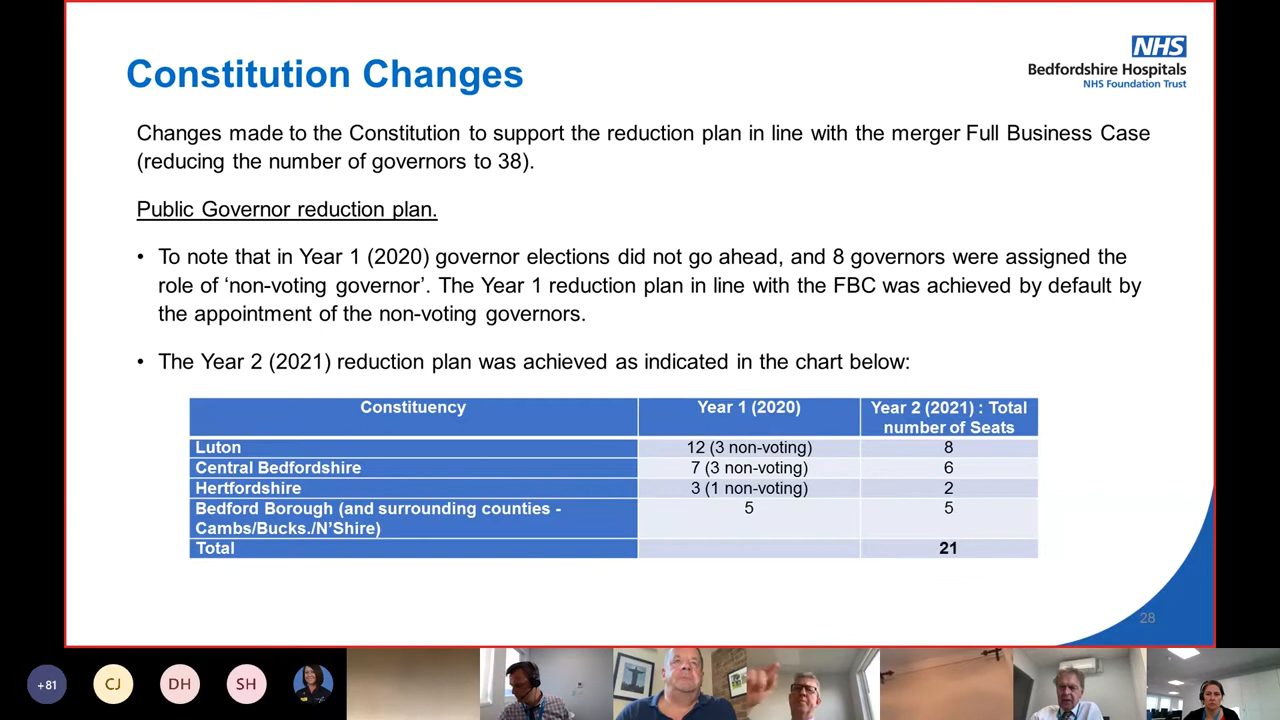 NHS
Bedfordshire Hospitals
NHS Foundation Trust
Constitution Changes
Changes made to the Constitution to support the reduction plan in line with the merger Full Business Case
(reducing the number of governors to 38).
Public Governor reduction plan.
• To note that in Year 1 (2020) governor elections did not go ahead, and 8 governors were assigned the
role of ‘non-voting governor’. The Year 1 reduction plan in line with the FBC was achieved by default by
the appointment of the non-voting governors.
• The Year 2 (2021) reduction plan was achieved as indicated in the chart below:
Constituency Year 1 (2020) Year 2 (2021) : Total
number of Seats
Luton 12 (3 non-voting) 8
Central Bedfordshire 7 (3 non-voting) 6
Hertfordshire 3 (1 non-voting) 2
Bedford Borough (and surrounding counties - 5 5
Cambs/Bucks./N’Shire)
Total 21
28
+81 CJ DH SH